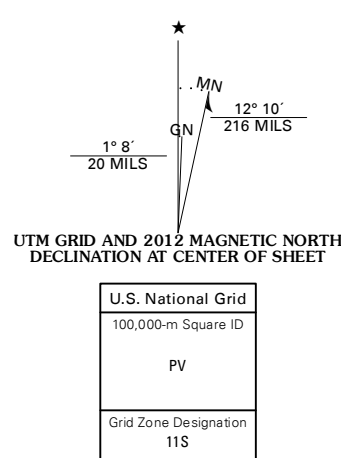 ★
MN
GN
12° 10´
216 MILS
1° 8´
20 MILS
UTM GRID AND 2012 MAGNETIC NORTH
DECLINATION AT CENTER OF SHEET
U.S. National Grid
100,000-m Square ID
PV
Grid Zone Designation
11S